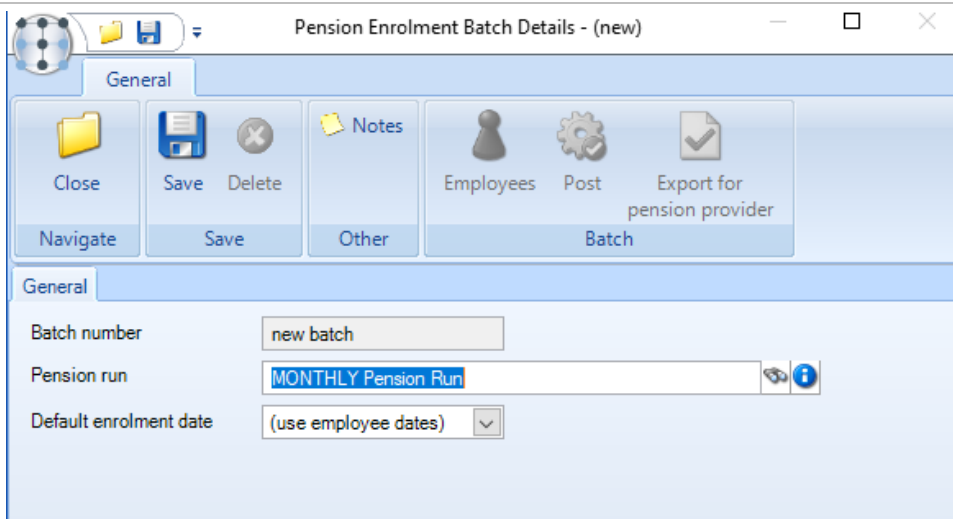 Pension Enrolment Batch Details - (new)
General
Close
Save
Delete
Notes
Employees
Post
Export for
pension provider
Navigate
Save
Other
Batch
General
Batch number
new batch
Pension run
MONTHLY Pension Run
Default enrolment date
(use employee dates)